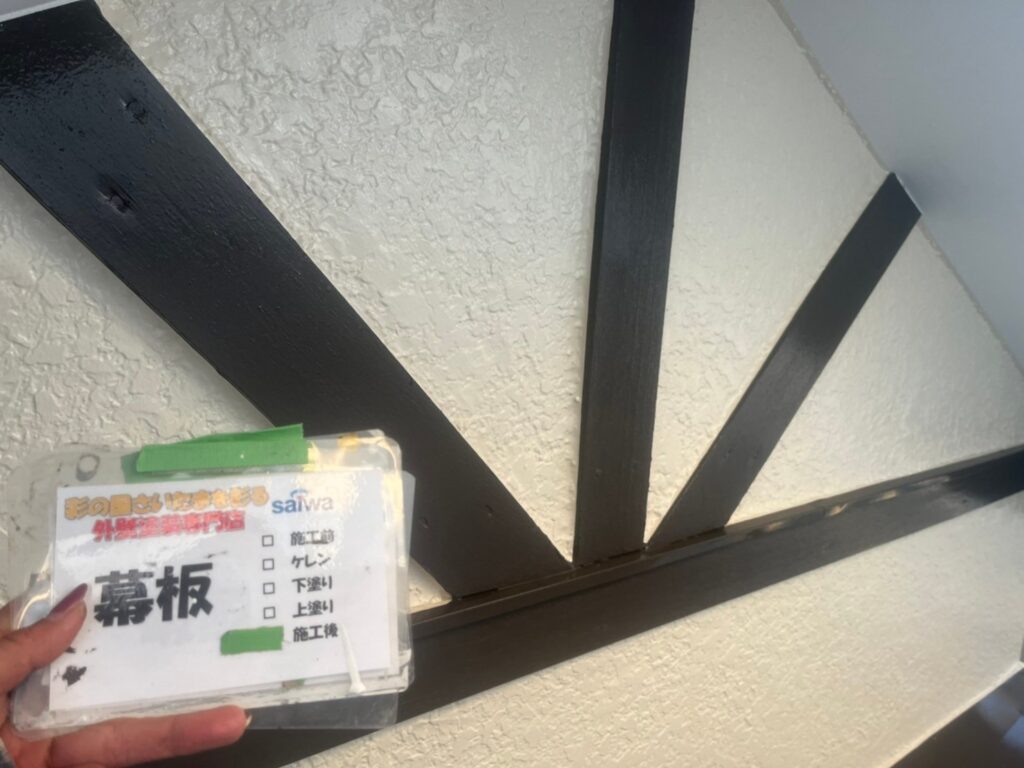 彩の国さいたまを彩る
外壁塗装専門店
saiwa
幕板
施工前
ケレン
下塗り
上塗り
施工後